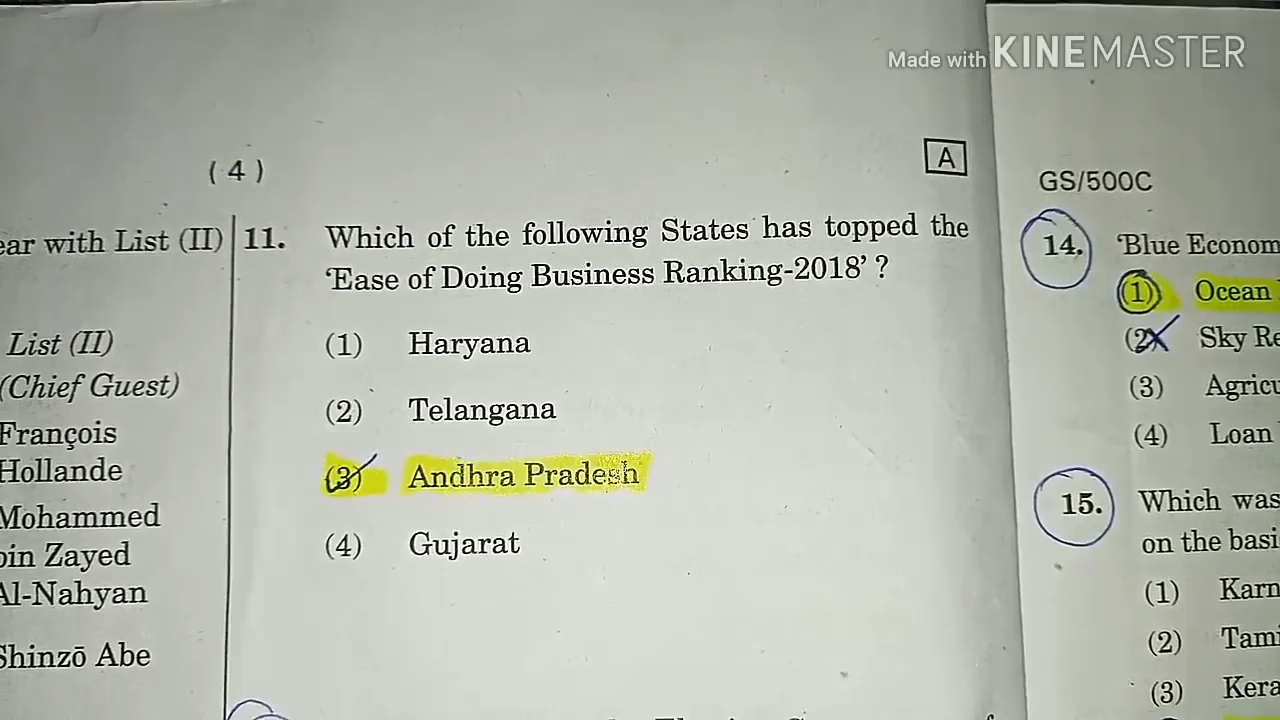 Made with KINEMASTER
( 4 )
A
ear with List (II)
List (II)
(Chief Guest)
François
Hollande
Mohammed
bin Zayed
Al-Nahyan
Shinzō Abe
11. Which of the following States has topped the
‘Ease of Doing Business Ranking-2018’ ?
(1) Haryana
(2) Telangana
(3) Andhra Pradesh
(4) Gujarat
GS/500C
14. ‘Blue Econom
(1) Ocean
(2) Sky Re
(3) Agricu
(4) Loan
15. Which was
on the basi
(1) Karn
(2) Tami
(3) Kera